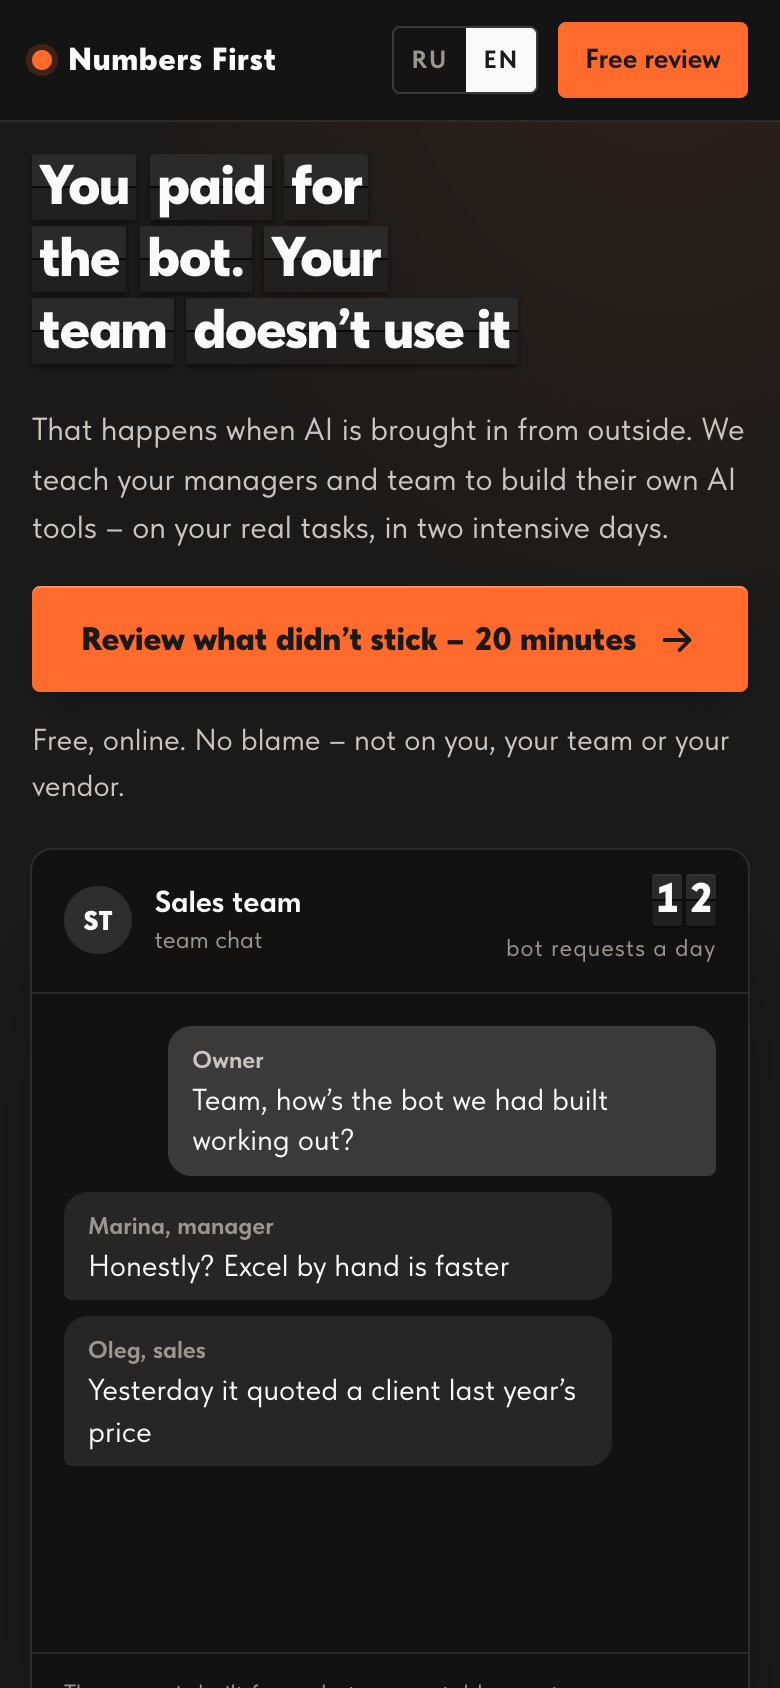 Numbers First
RU
EN
Free review
You paid for
the bot. Your
team doesn’t use it
That happens when AI is brought in from outside. We
teach your managers and team to build their own AI
tools – on your real tasks, in two intensive days.
Review what didn’t stick – 20 minutes →
Free, online. No blame – not on you, your team or your
vendor.
ST
Sales team
team chat
12
bot requests a day
Owner
Team, how’s the bot we had built
working out?
Marina, manager
Honestly? Excel by hand is faster
Oleg, sales
Yesterday it quoted a client last year’s
price